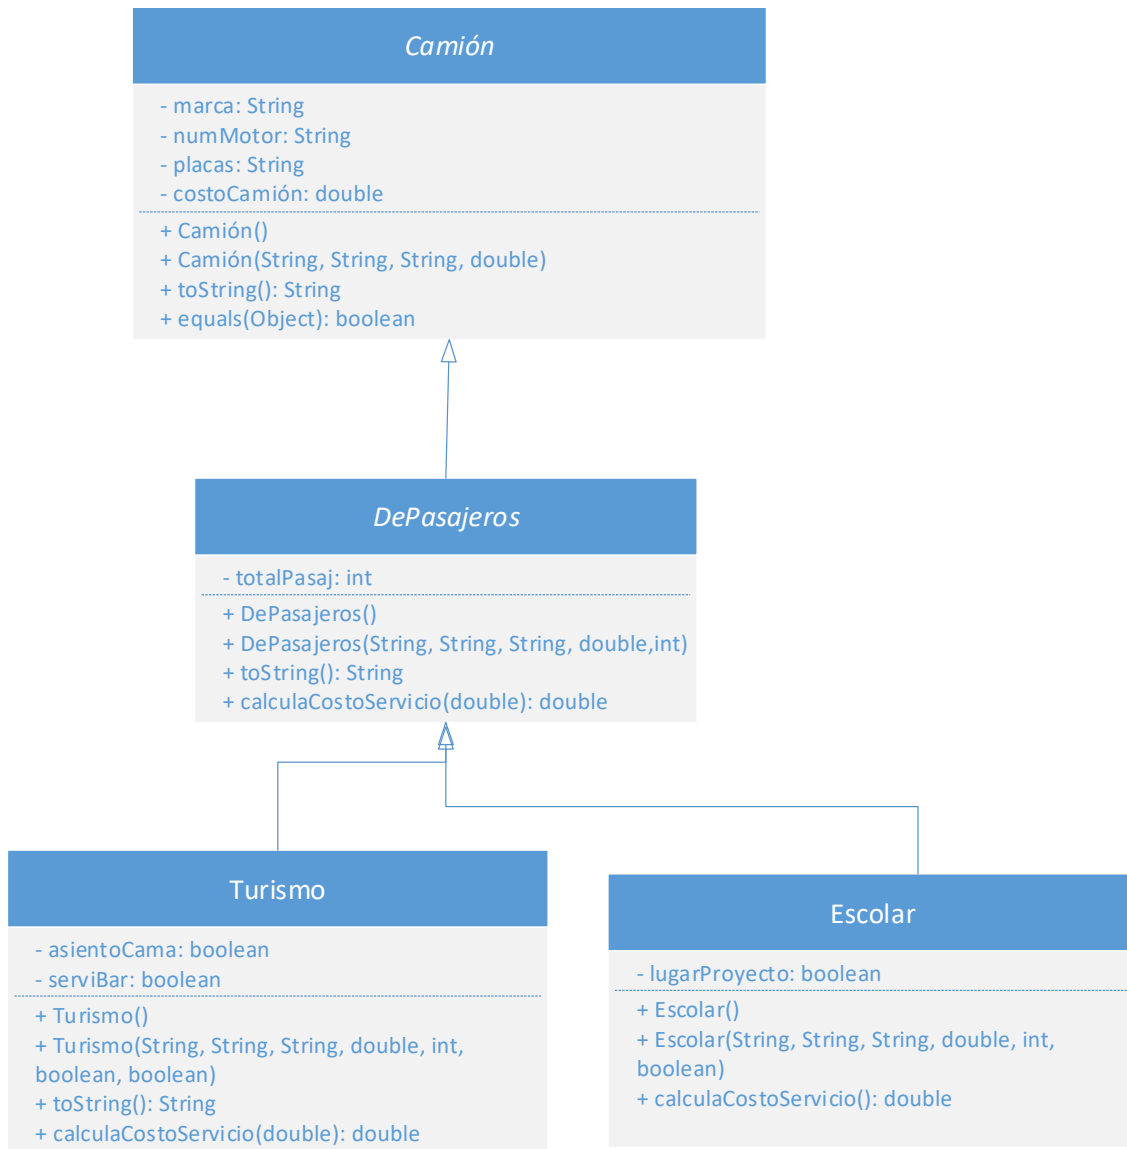 Camión
- marca: String
- numMotor: String
- placas: String
- costoCamión: double
+ Camión()
+ Camión(String, String, String, double)
+ toString(): String
+ equals(Object): boolean
DePasajeros
- totalPasaj: int
+ DePasajeros()
+ DePasajeros(String, String, String, double,int)
+ toString(): String
+ calculaCostoServicio(double): double
Turismo
- asientoCama: boolean
- serviBar: boolean
+ Turismo()
+ Turismo(String, String, String, double, int,
boolean, boolean)
+ toString(): String
+ calculaCostoServicio(double): double
Escolar
- lugarProyecto: boolean
+ Escolar()
+ Escolar(String, String, String, double, int,
boolean)
+ calculaCostoServicio(): double